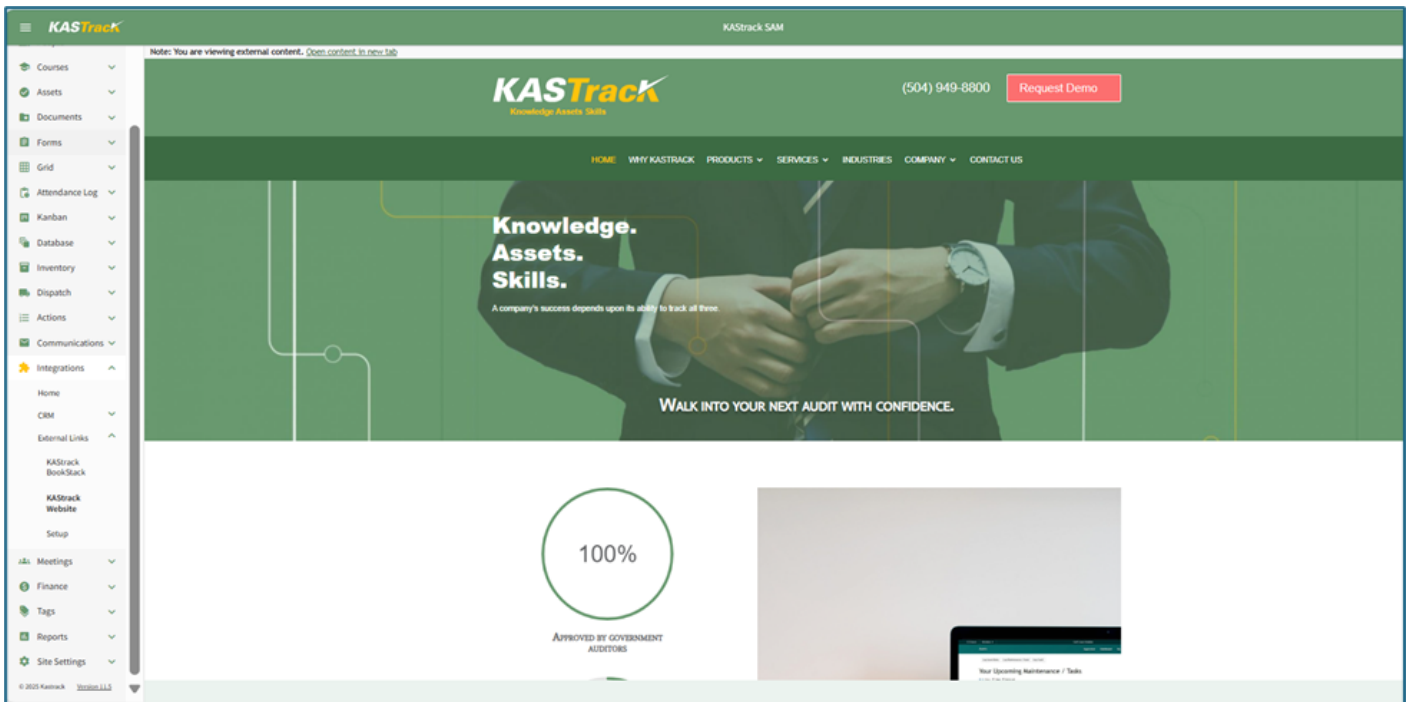 KASTrack
KAStrack SAM
Note: You are viewing external content. Open content in new tab
Courses
Assets
Documents
Forms
Grid
Attendance Log
Kanban
Database
Inventory
Dispatch
Actions
Communications
Integrations
Home
CRM
External Links
KAStrack
BookStack
KAStrack
Website
Setup
Meetings
Finance
Tags
Reports
Site Settings
© 2025 Kastrack Version 1.1.5
KASTrack
Knowledge Assets Skills
(504) 949-8800
Request Demo
HOME WHY KASTRACK PRODUCTS SERVICES INDUSTRIES COMPANY CONTACT US
Knowledge.
Assets.
Skills.
A company's success depends upon its ability to track all three.
WALK INTO YOUR NEXT AUDIT WITH CONFIDENCE.
100%
APPROVED BY GOVERNMENT
AUDITORS
Your Upcoming Maintenance / Tasks